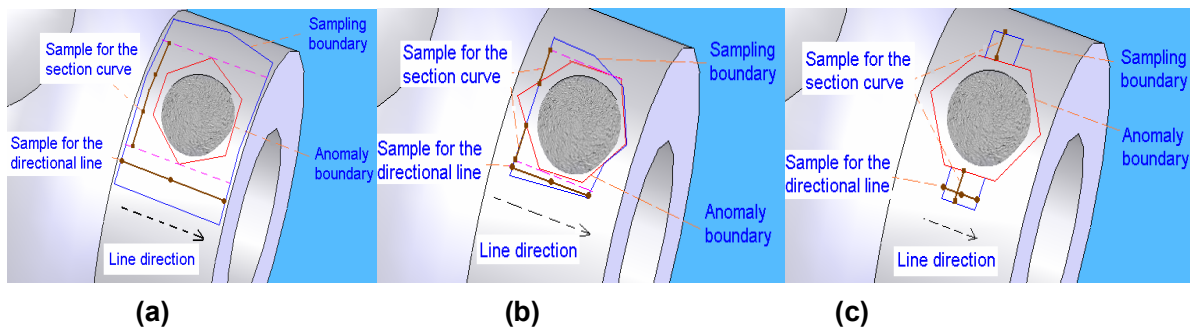 Sampling
boundary
Sample for the
section curve
Sample for the
directional line
Anomaly
boundary
Line direction
(a)
Sample for the
section curve
Sampling
boundary
Sample for the
directional line
Anomaly
boundary
Line direction
(b)
Sample for the
section curve
Sampling
boundary
Anomaly
boundary
Sample for the
directional line
Line direction
(c)